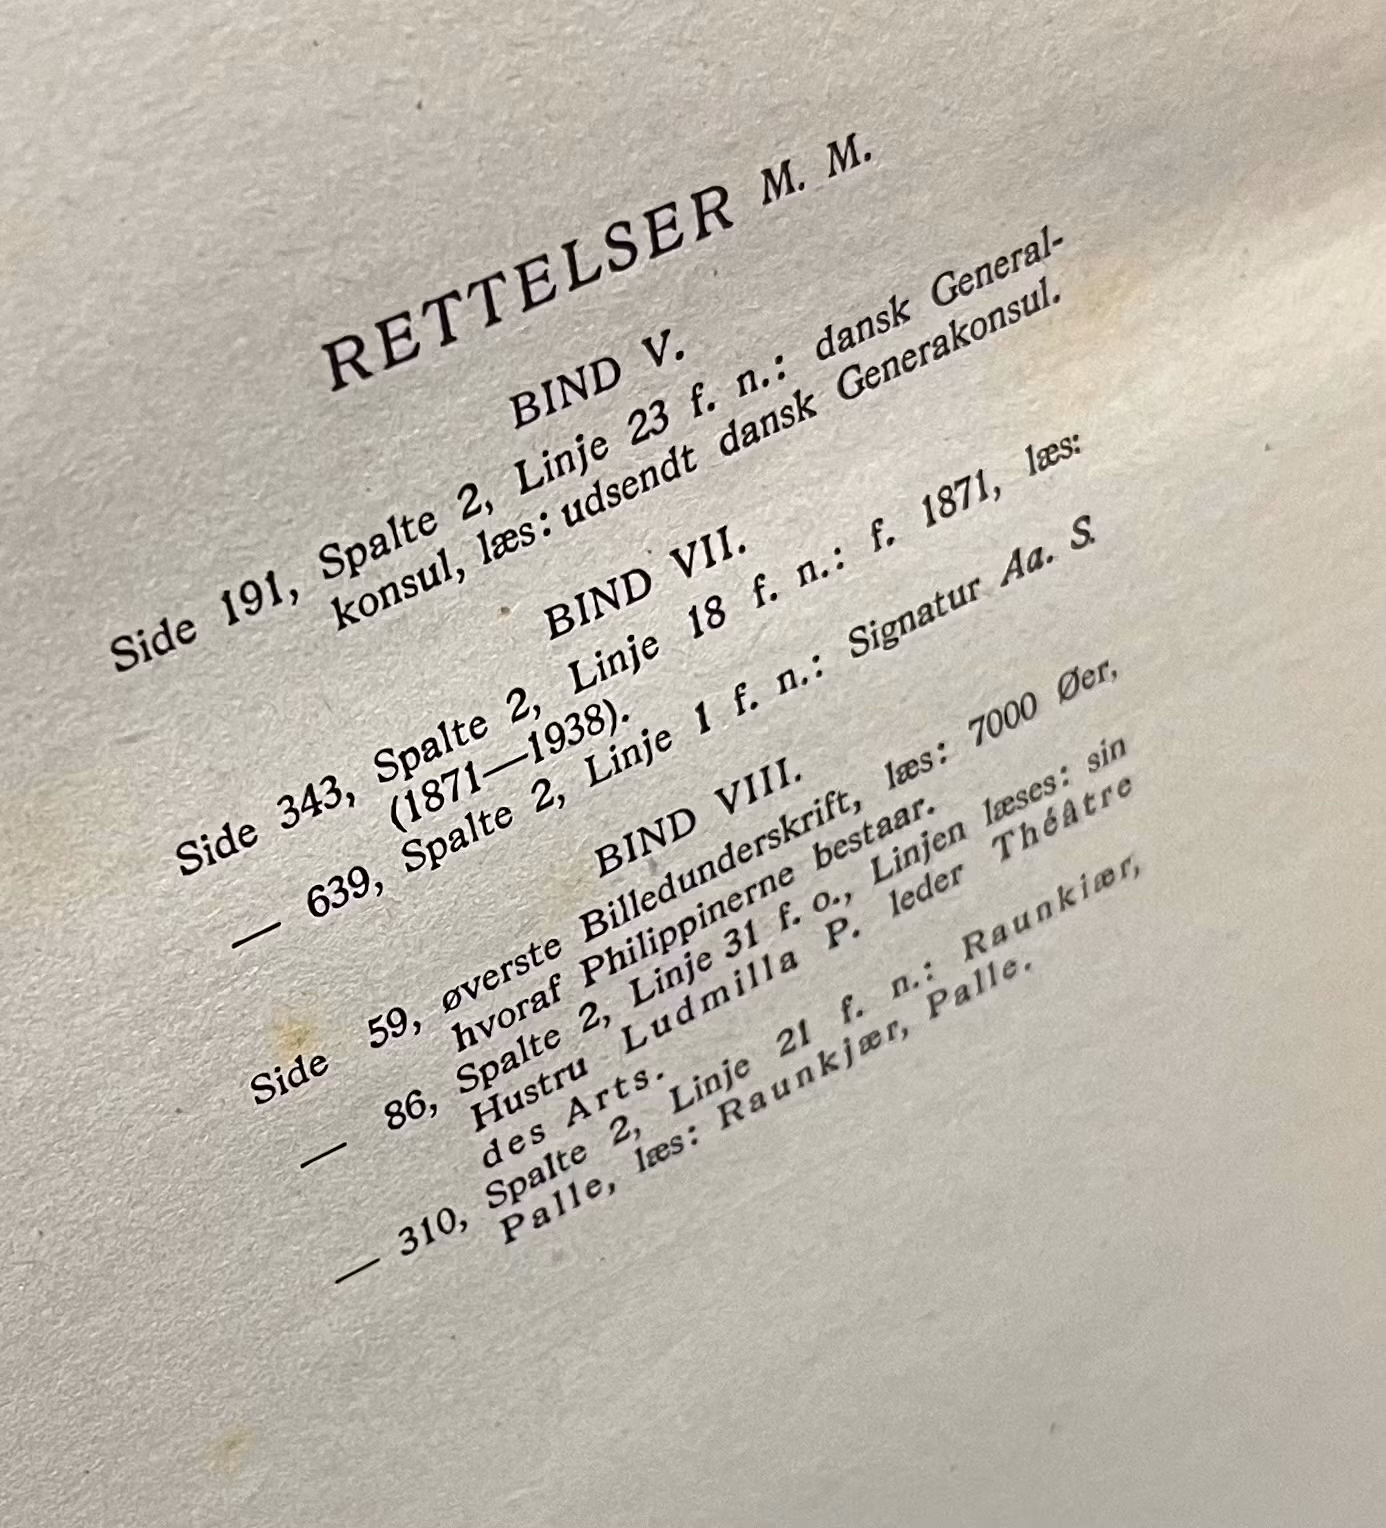 RETTELSER M. M.
BIND V.
Side 191, Spalte 2, Linje 23 f. n.: dansk General-
konsul, læs: udsendt dansk Generakonsul.
BIND VII.
Side 343, Spalte 2, Linje 18 f. n.: f. 1871, læs:
(1871—1938).
— 639, Spalte 2, Linje 1 f. n.: Signatur Aa. S.
BIND VIII.
Side 59, øverste Billedunderskrift, læs: 7000 Øer,
hvoraf Philippinerne bestaar.
— 86, Spalte 2, Linje 31 f. o., Linjen læses: sin
Hustru Ludmilla P. leder Théâtre
des Arts.
— 310, Spalte 2, Linje 21 f. n.: Raunkiær,
Palle, læs: Raunkjær, Palle.